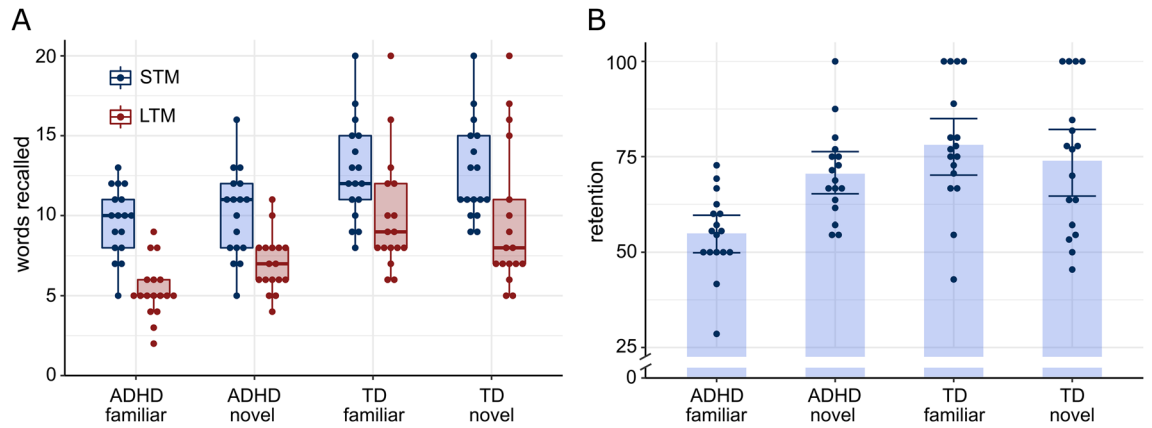 A
words recalled
20
15
10
5
0
STM
LTM
ADHD
familiar
ADHD
novel
TD
familiar
TD
novel
B
retention
100
75
50
25
0
ADHD
familiar
ADHD
novel
TD
familiar
TD
novel